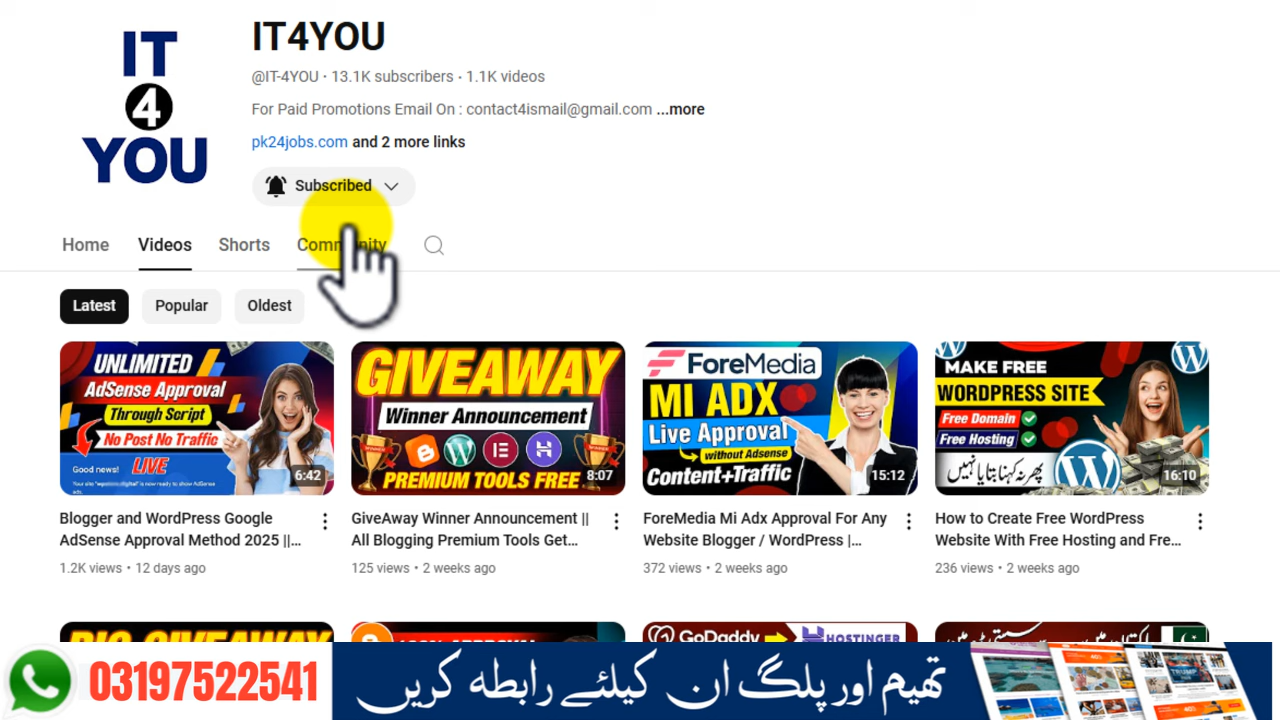 IT
4
YOU
IT4YOU
@IT-4YOU • 13.1K subscribers • 1.1K videos
For Paid Promotions Email On : contact4ismail@gmail.com ...more
pk24jobs.com and 2 more links
Subscribed
Home Videos Shorts Community
Latest Popular Oldest
UNLIMITED
AdSense Approval
Through Script
No Post No Traffic
LIVE
Good news!
6:42
GIVEAWAY
Winner Announcement
PREMIUM TOOLS FREE
8:07
ForeMedia
MI ADX
Live Approval
without Adsense
Content+Traffic
15:12
MAKE FREE
WORDPRESS SITE
Free Domain
Free Hosting
پھر نہ کہنا بتایا نہیں
16:10
Blogger and WordPress Google
AdSense Approval Method 2025 ||...
1.2K views • 12 days ago
GiveAway Winner Announcement ||
All Blogging Premium Tools Get...
125 views • 2 weeks ago
ForeMedia Mi Adx Approval For Any
Website Blogger / WordPress |...
372 views • 2 weeks ago
How to Create Free WordPress
Website With Free Hosting and Fre...
236 views • 2 weeks ago
BIG GIVEAWAY
GoDaddy HOSTINGER
03197522541
تھیم اور پلگ ان کیلئے رابطہ کریں